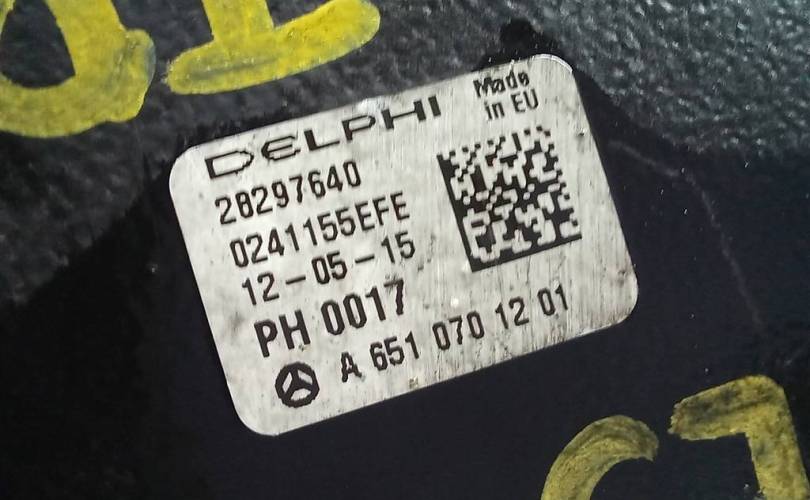 DELPHI
Made
in EU
28297640
0241155EFE
12-05-15
PH 0017
A 651 070 12 01